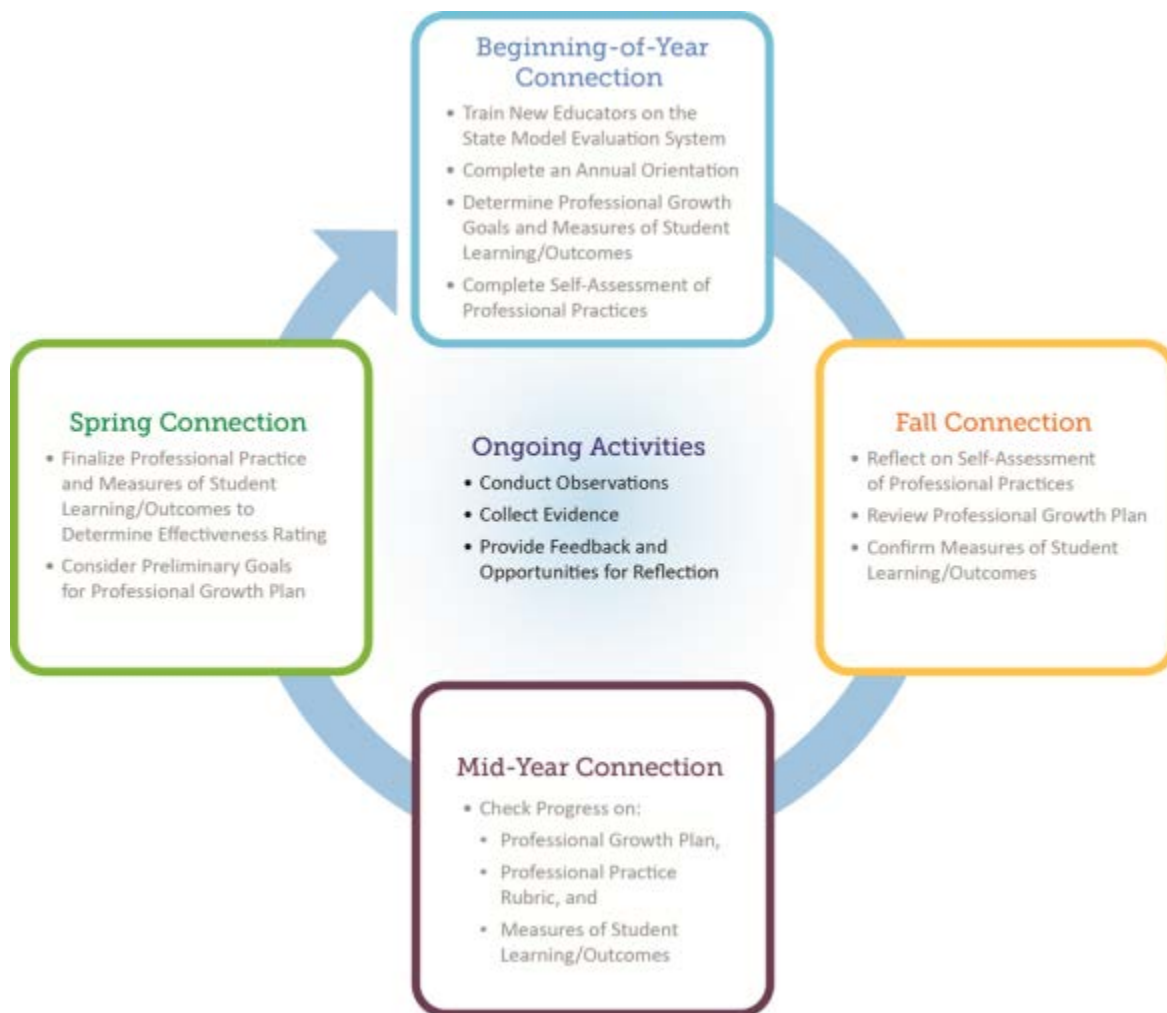 Beginning-of-Year
Connection
• Train New Educators on the
State Model Evaluation System
• Complete an Annual Orientation
• Determine Professional Growth
Goals and Measures of Student
Learning/Outcomes
• Complete Self-Assessment of
Professional Practices
Spring Connection
• Finalize Professional Practice
and Measures of Student
Learning/Outcomes to
Determine Effectiveness Rating
• Consider Preliminary Goals
for Professional Growth Plan
Ongoing Activities
• Conduct Observations
• Collect Evidence
• Provide Feedback and
Opportunities for Reflection
Fall Connection
• Reflect on Self-Assessment
of Professional Practices
• Review Professional Growth Plan
• Confirm Measures of Student
Learning/Outcomes
Mid-Year Connection
• Check Progress on:
• Professional Growth Plan,
• Professional Practice
Rubric, and
• Measures of Student
Learning/Outcomes